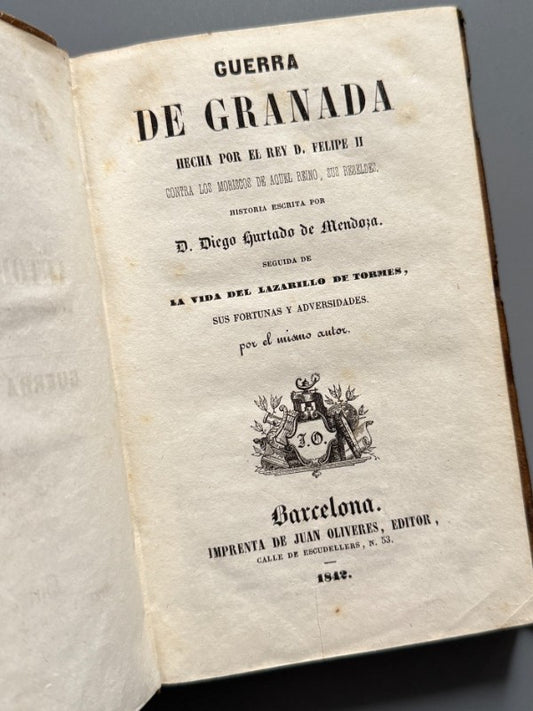 GUERRA
DE GRANADA
HECHA POR EL REY D. FELIPE II
CONTRA LOS MORISCOS DE AQUEL REINO, SUS REBELDES.
HISTORIA ESCRITA POR
D. Diego Hurtado de Mendoza.
SEGUIDA DE
LA VIDA DEL LAZARILLO DE TORMES,
SUS FORTUNAS Y ADVERSIDADES.
por el mismo autor.
J.O.
Barcelona.
IMPRENTA DE JUAN OLIVERES, EDITOR,
CALLE DE ESCUDELLERS, N. 53.
1842.